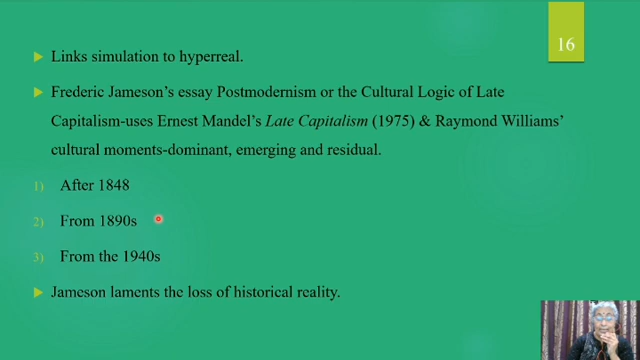 16
Links simulation to hyperreal.
Frederic Jameson's essay Postmodernism or the Cultural Logic of Late
Capitalism-uses Ernest Mandel's Late Capitalism (1975) & Raymond Williams'
cultural moments-dominant, emerging and residual.
1) After 1848
2) From 1890s
3) From the 1940s
Jameson laments the loss of historical reality.